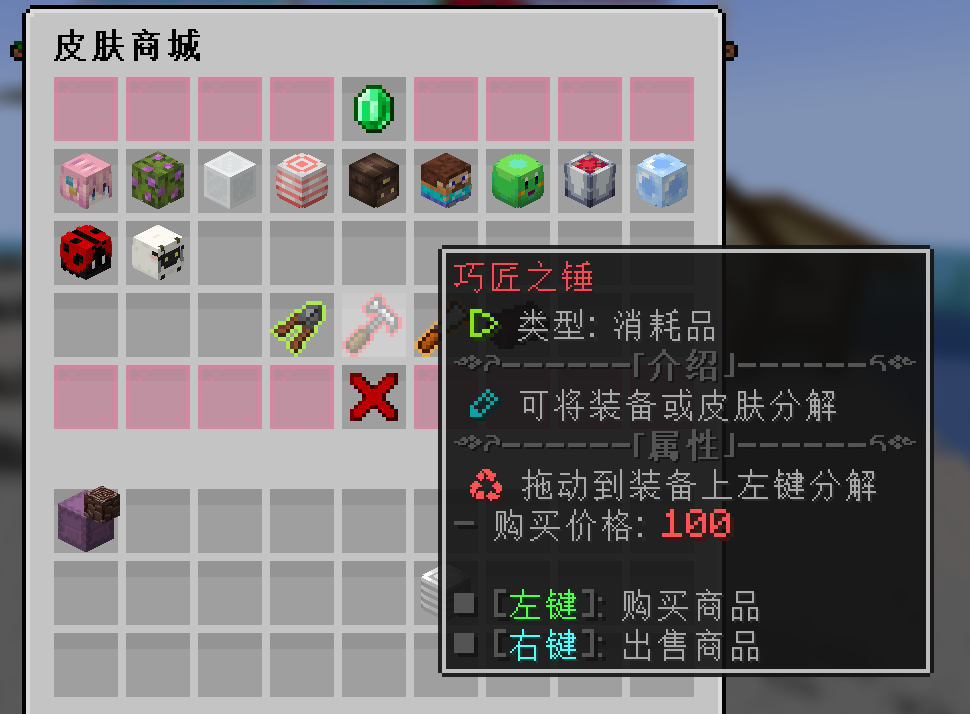 皮肤商城
巧匠之锤
类型: 消耗品
------「介绍」------
可将装备或皮肤分解
------「属性」------
拖动到装备上左键分解
- 购买价格: 100
[左键]: 购买商品
[右键]: 出售商品